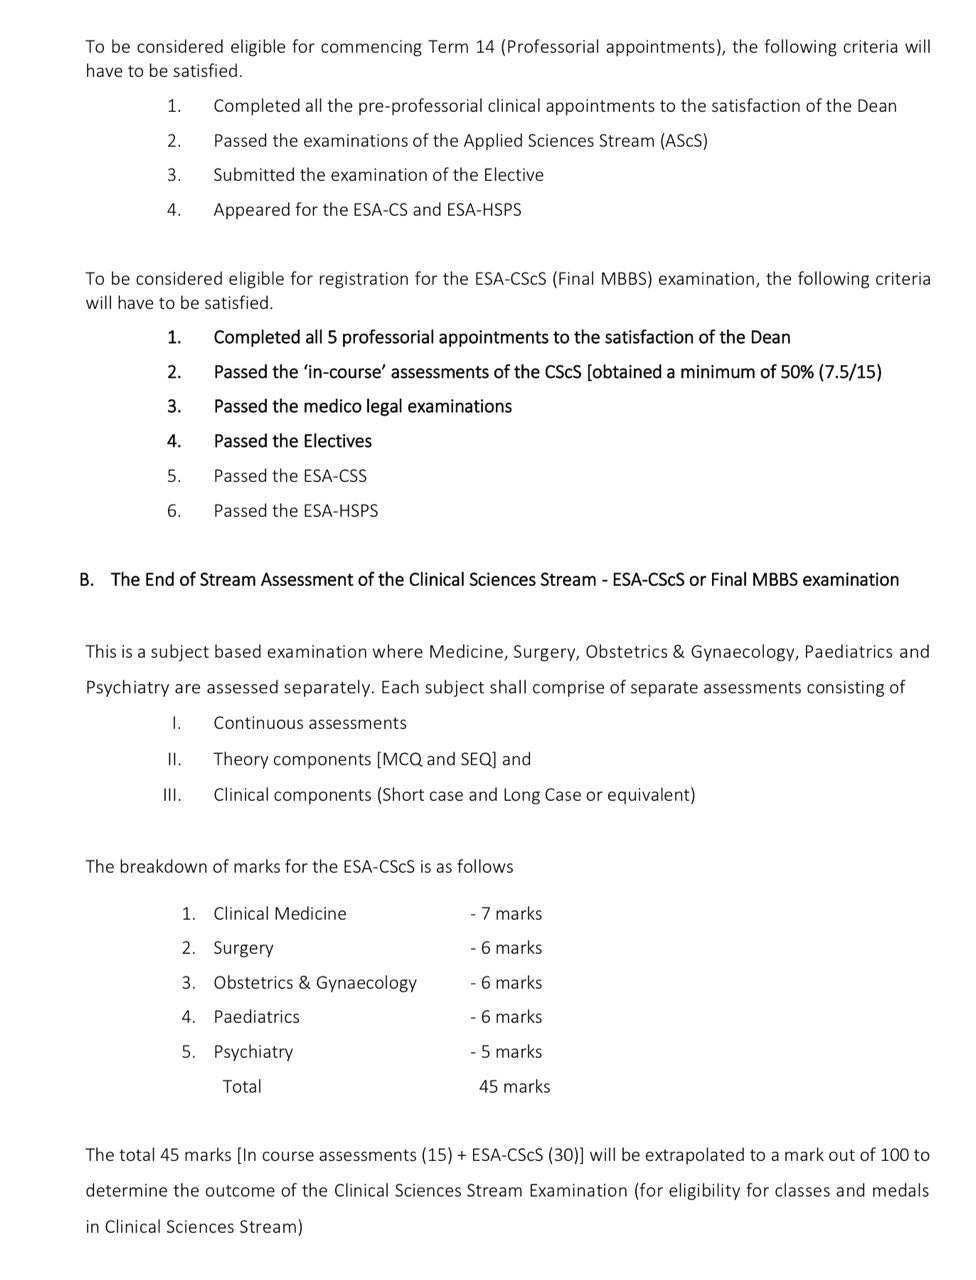 To be considered eligible for commencing Term 14 (Professorial appointments), the following criteria will
have to be satisfied.
1. Completed all the pre-professorial clinical appointments to the satisfaction of the Dean
2. Passed the examinations of the Applied Sciences Stream (AScS)
3. Submitted the examination of the Elective
4. Appeared for the ESA-CS and ESA-HSPS
To be considered eligible for registration for the ESA-CScS (Final MBBS) examination, the following criteria
will have to be satisfied.
1. Completed all 5 professorial appointments to the satisfaction of the Dean
2. Passed the ‘in-course’ assessments of the CScS [obtained a minimum of 50% (7.5/15)
3. Passed the medico legal examinations
4. Passed the Electives
5. Passed the ESA-CSS
6. Passed the ESA-HSPS
B. The End of Stream Assessment of the Clinical Sciences Stream - ESA-CScS or Final MBBS examination
This is a subject based examination where Medicine, Surgery, Obstetrics & Gynaecology, Paediatrics and
Psychiatry are assessed separately. Each subject shall comprise of separate assessments consisting of
I. Continuous assessments
II. Theory components [MCQ and SEQ] and
III. Clinical components (Short case and Long Case or equivalent)
The breakdown of marks for the ESA-CScS is as follows
1. Clinical Medicine - 7 marks
2. Surgery - 6 marks
3. Obstetrics & Gynaecology - 6 marks
4. Paediatrics - 6 marks
5. Psychiatry - 5 marks
Total 45 marks
The total 45 marks [In course assessments (15) + ESA-CScS (30)] will be extrapolated to a mark out of 100 to
determine the outcome of the Clinical Sciences Stream Examination (for eligibility for classes and medals
in Clinical Sciences Stream)